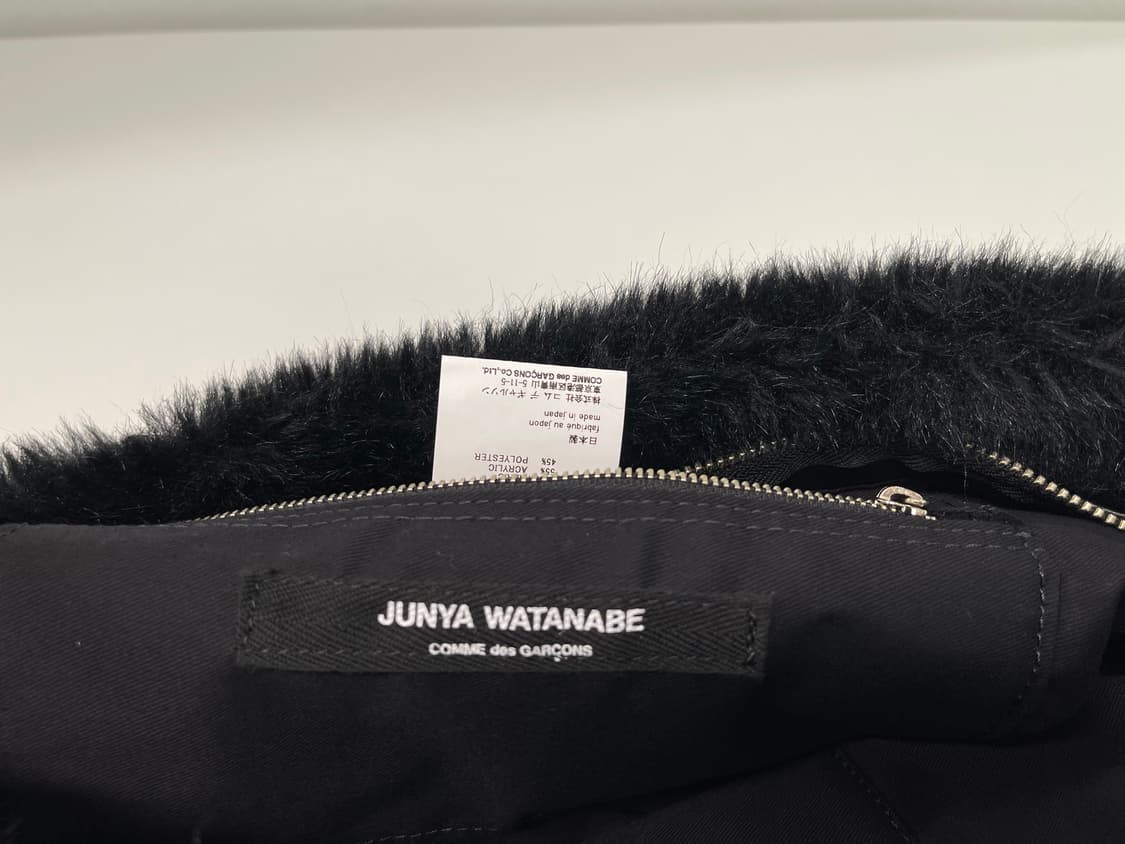 55% ACRYLIC
45% POLYESTER
日本製
fabriqué au japon
made in japan
株式会社 コム デ ギャルソン
東京都港区南青山 5-11-5
COMME des GARÇONS Co.,Ltd.
JUNYA WATANABE
COMME des GARÇONS